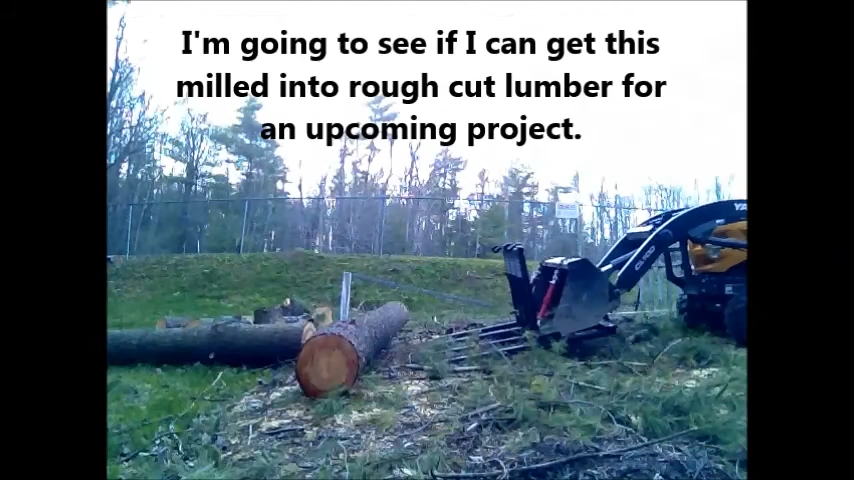 I'm going to see if I can get this
milled into rough cut lumber for
an upcoming project.